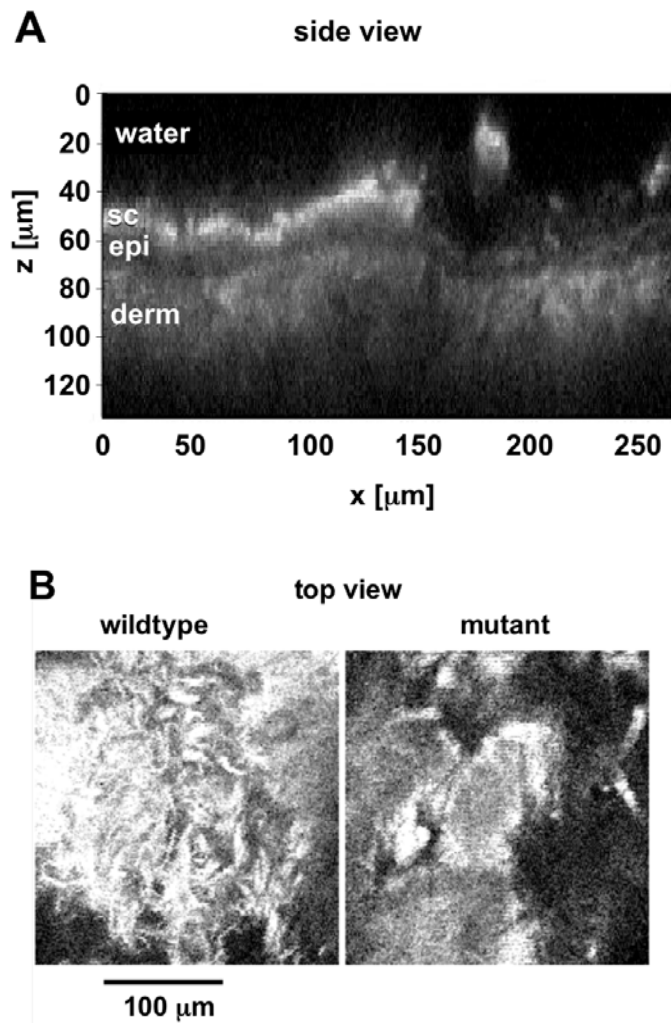 A
side view
0
20
40
60
80
100
120
z [μm]
water
sc
epi
derm
0 50 100 150 200 250
x [μm]
B
top view
wildtype mutant
100 μm